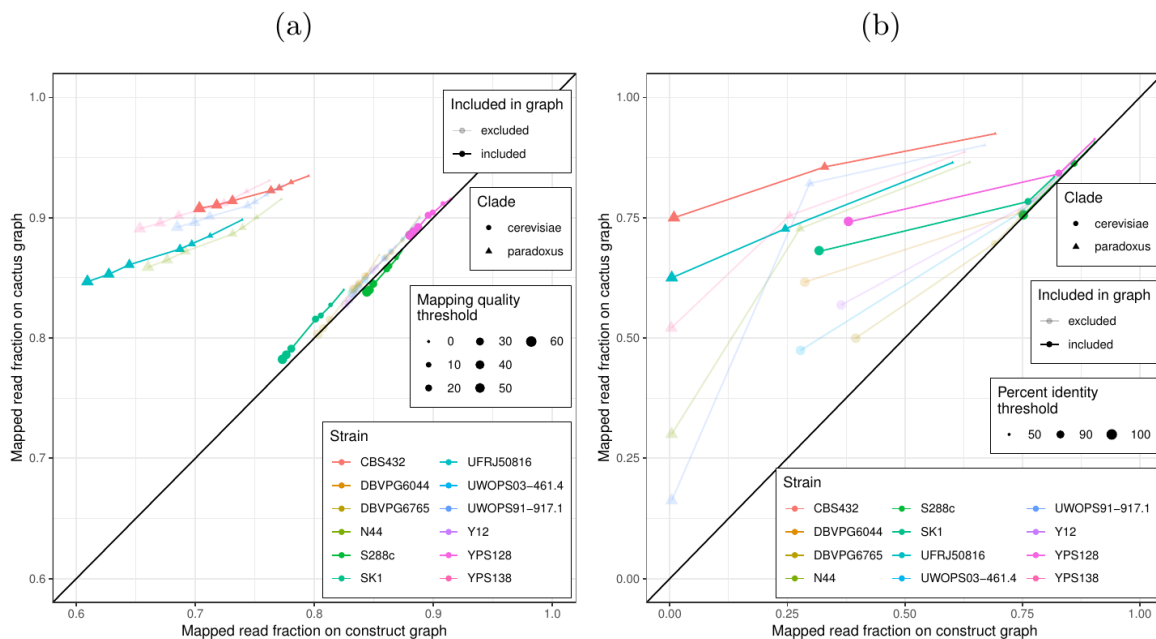 (a)
(b)
Mapped read fraction on cactus graph
1.0
0.9
0.8
0.7
0.6
0.6
0.7
0.8
0.9
1.0
Mapped read fraction on construct graph
Included in graph
excluded
included
Clade
cerevisiae
paradoxus
Mapping quality
threshold
0 30 60
10 40
20 50
Strain
CBS432 UFRJ50816
DBVPG6044 UWOPS03−461.4
DBVPG6765 UWOPS91−917.1
N44 Y12
S288c YPS128
SK1 YPS138
Mapped read fraction on cactus graph
1.00
0.75
0.50
0.25
0.00
0.00
0.25
0.50
0.75
1.00
Mapped read fraction on construct graph
Clade
cerevisiae
paradoxus
Included in graph
excluded
included
Percent identity
threshold
50 90 100
Strain
CBS432 S288c UWOPS91−917.1
DBVPG6044 SK1 Y12
DBVPG6765 UFRJ50816 YPS128
N44 UWOPS03−461.4 YPS138